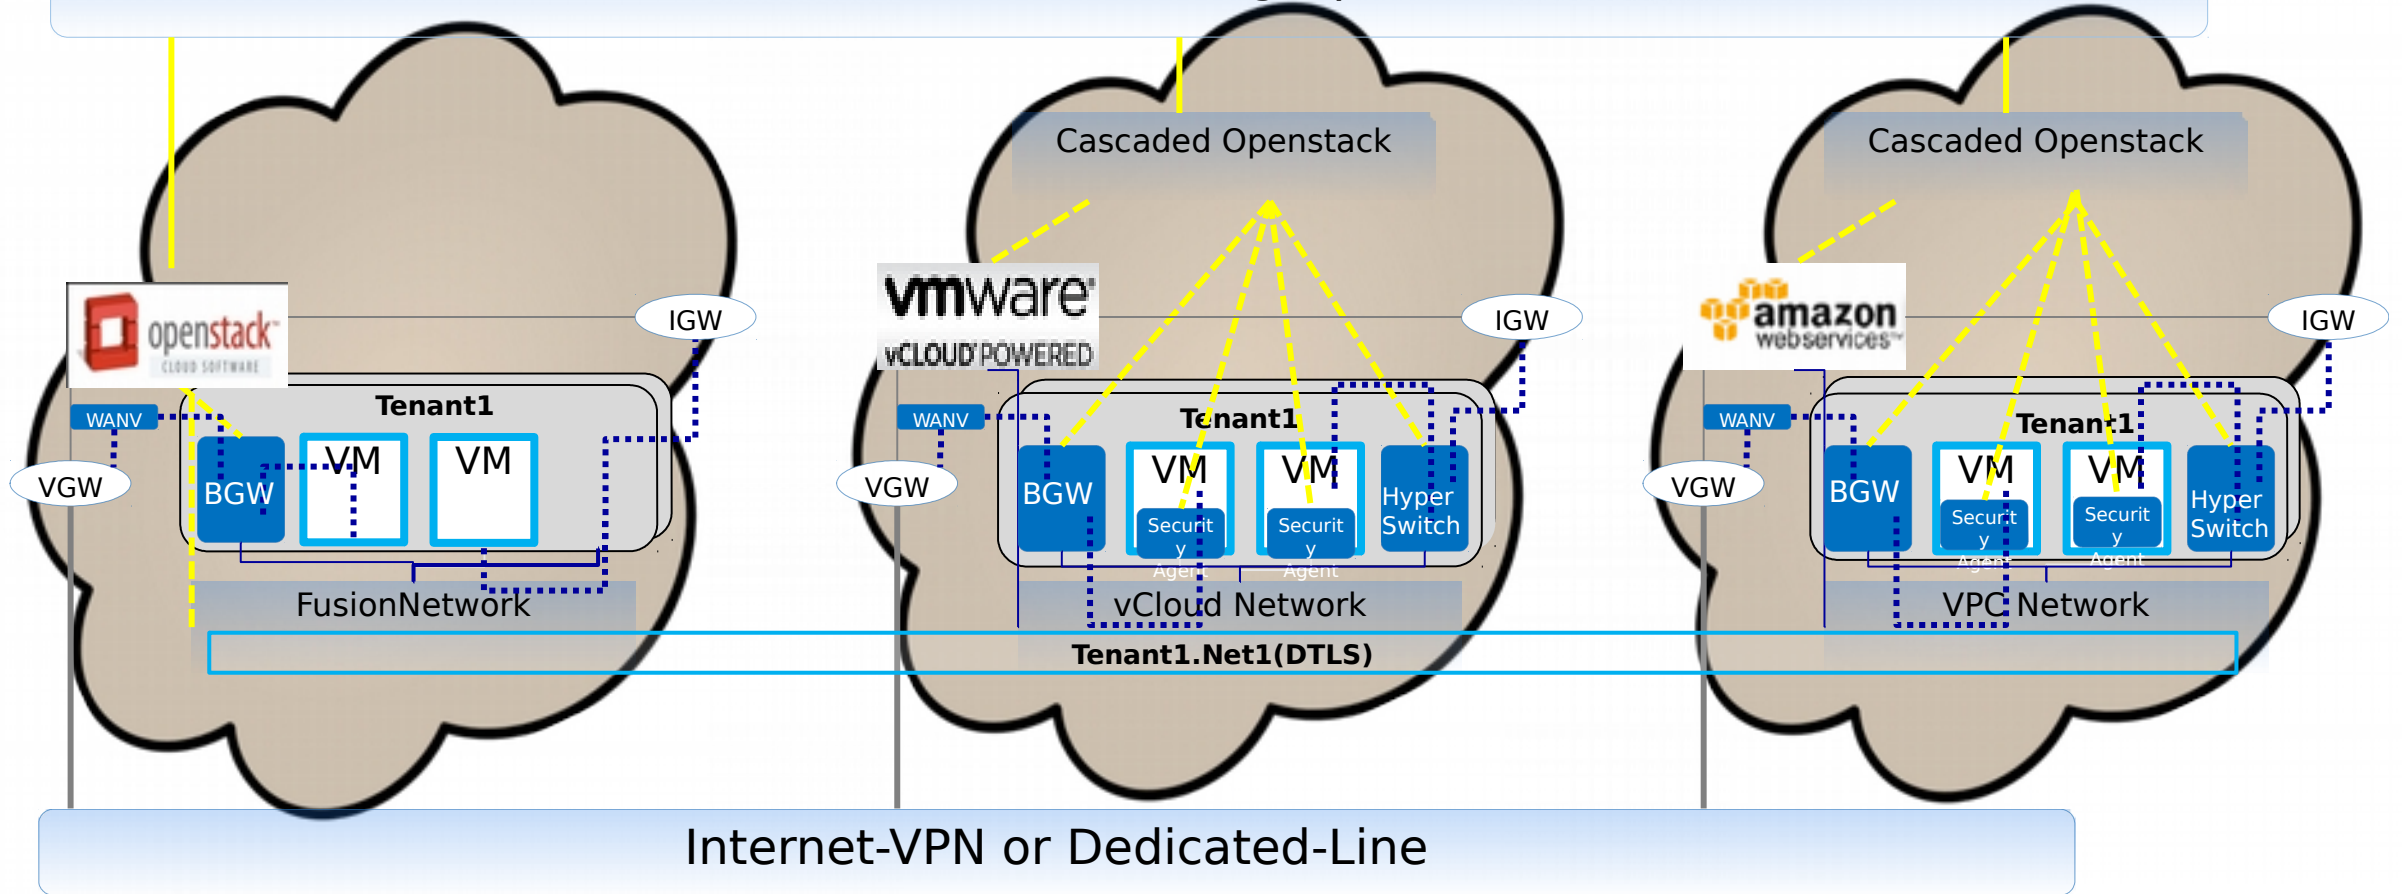 Cascaded Openstack
Cascaded Openstack
openstack™
CLOUD SOFTWARE
IGW
vmware®
vCLOUD POWERED
IGW
amazon
webservices™
IGW
WANV
VGW
Tenant1
BGW
VM
VM
FusionNetwork
WANV
VGW
Tenant1
BGW
VM
Securit
y
Agent
VM
Securit
y
Agent
Hyper
Switch
vCloud Network
WANV
VGW
Tenant1
BGW
VM
Securit
y
Agent
VM
Securit
y
Agent
Hyper
Switch
VPC Network
Tenant1.Net1(DTLS)
Internet-VPN or Dedicated-Line